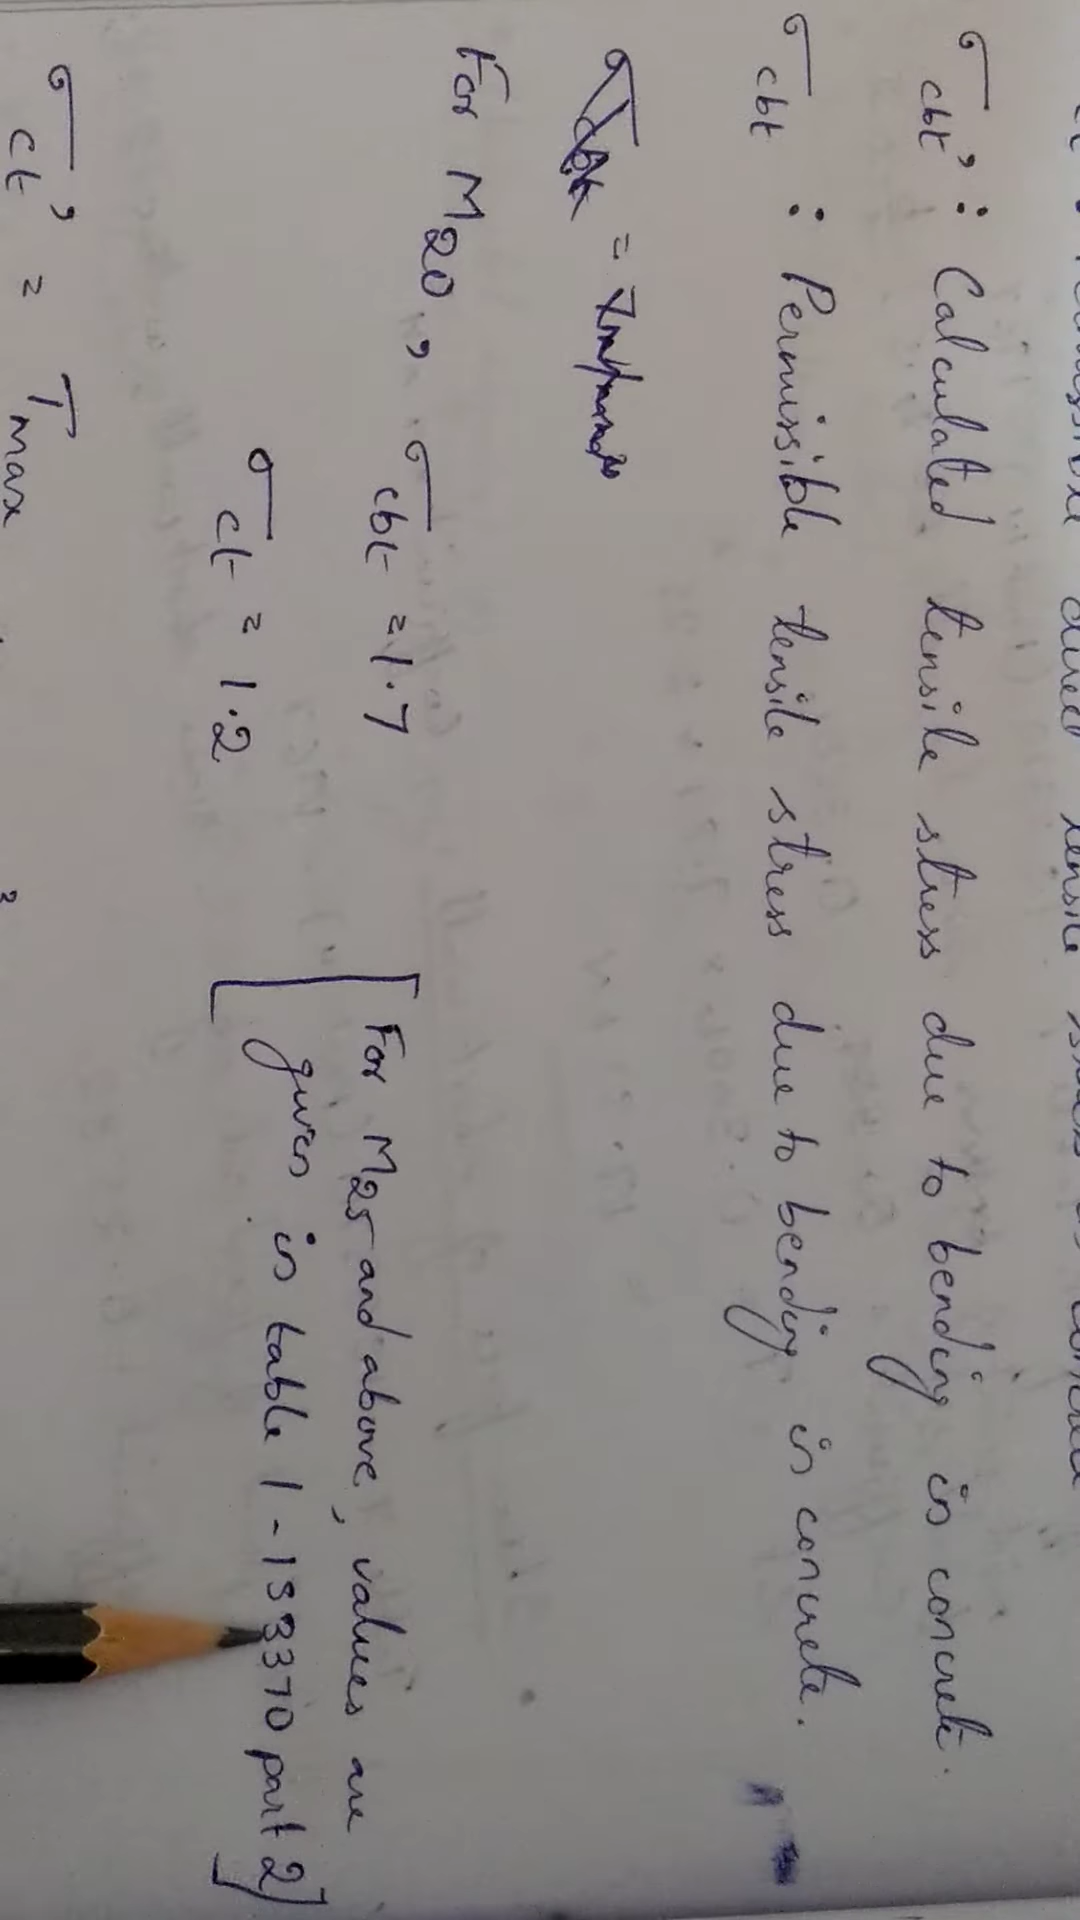 direct tensile
σcbt' : Calculated tensile stress due to bending in concrete.
σcbt : Permissible tensile stress due to bending in concrete.
For M20, σcbt = 1.7
σct = 1.2
[For M25 and above, values are
given in table 1 - IS 3370 part 2]
σct' = Tmax